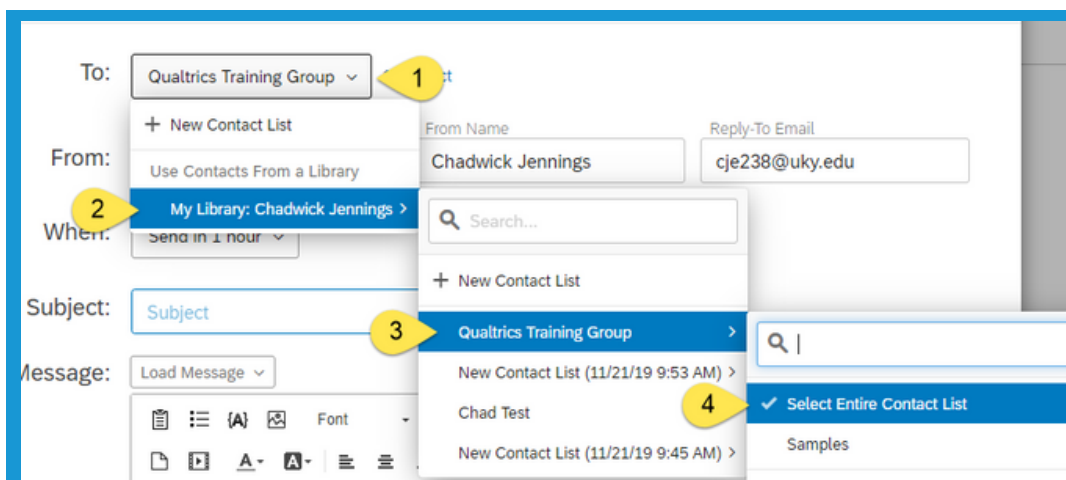 To:
Qualtrics Training Group
1
New Contact List
From Name
Reply-To Email
From:
Use Contacts From a Library
Chadwick Jennings
cje238@uky.edu
2
My Library: Chadwick Jennings
Search...
When:
Send in 1 hour
New Contact List
Subject:
Subject
3
Qualtrics Training Group
Message:
Load Message
New Contact List (11/21/19 9:53 AM)
4
Select Entire Contact List
{A}
Font
Chad Test
Samples
A
A
New Contact List (11/21/19 9:45 AM)